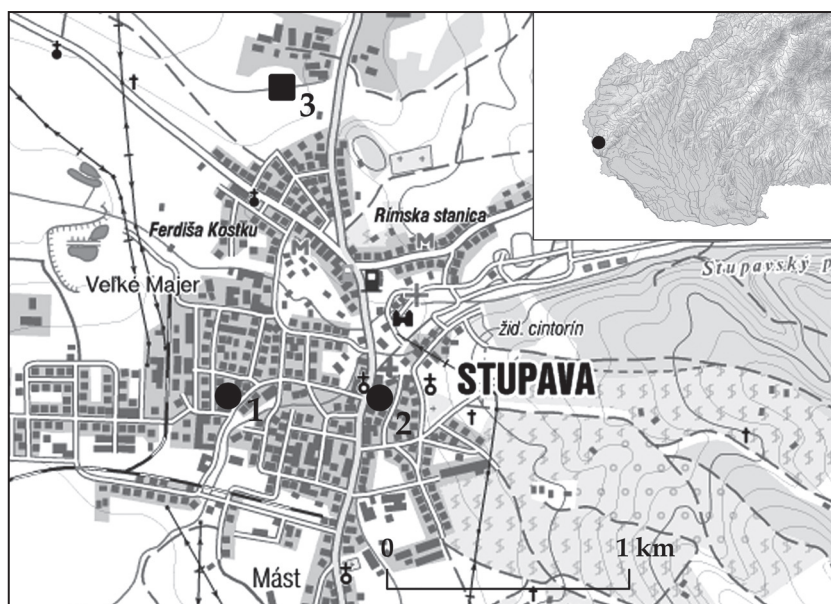 3
Ferdiša Kostku
Rímska stanica
Veľké Majer
Stupavský p
žid. cintorín
STUPAVA
1
2
0
1 km
Mást